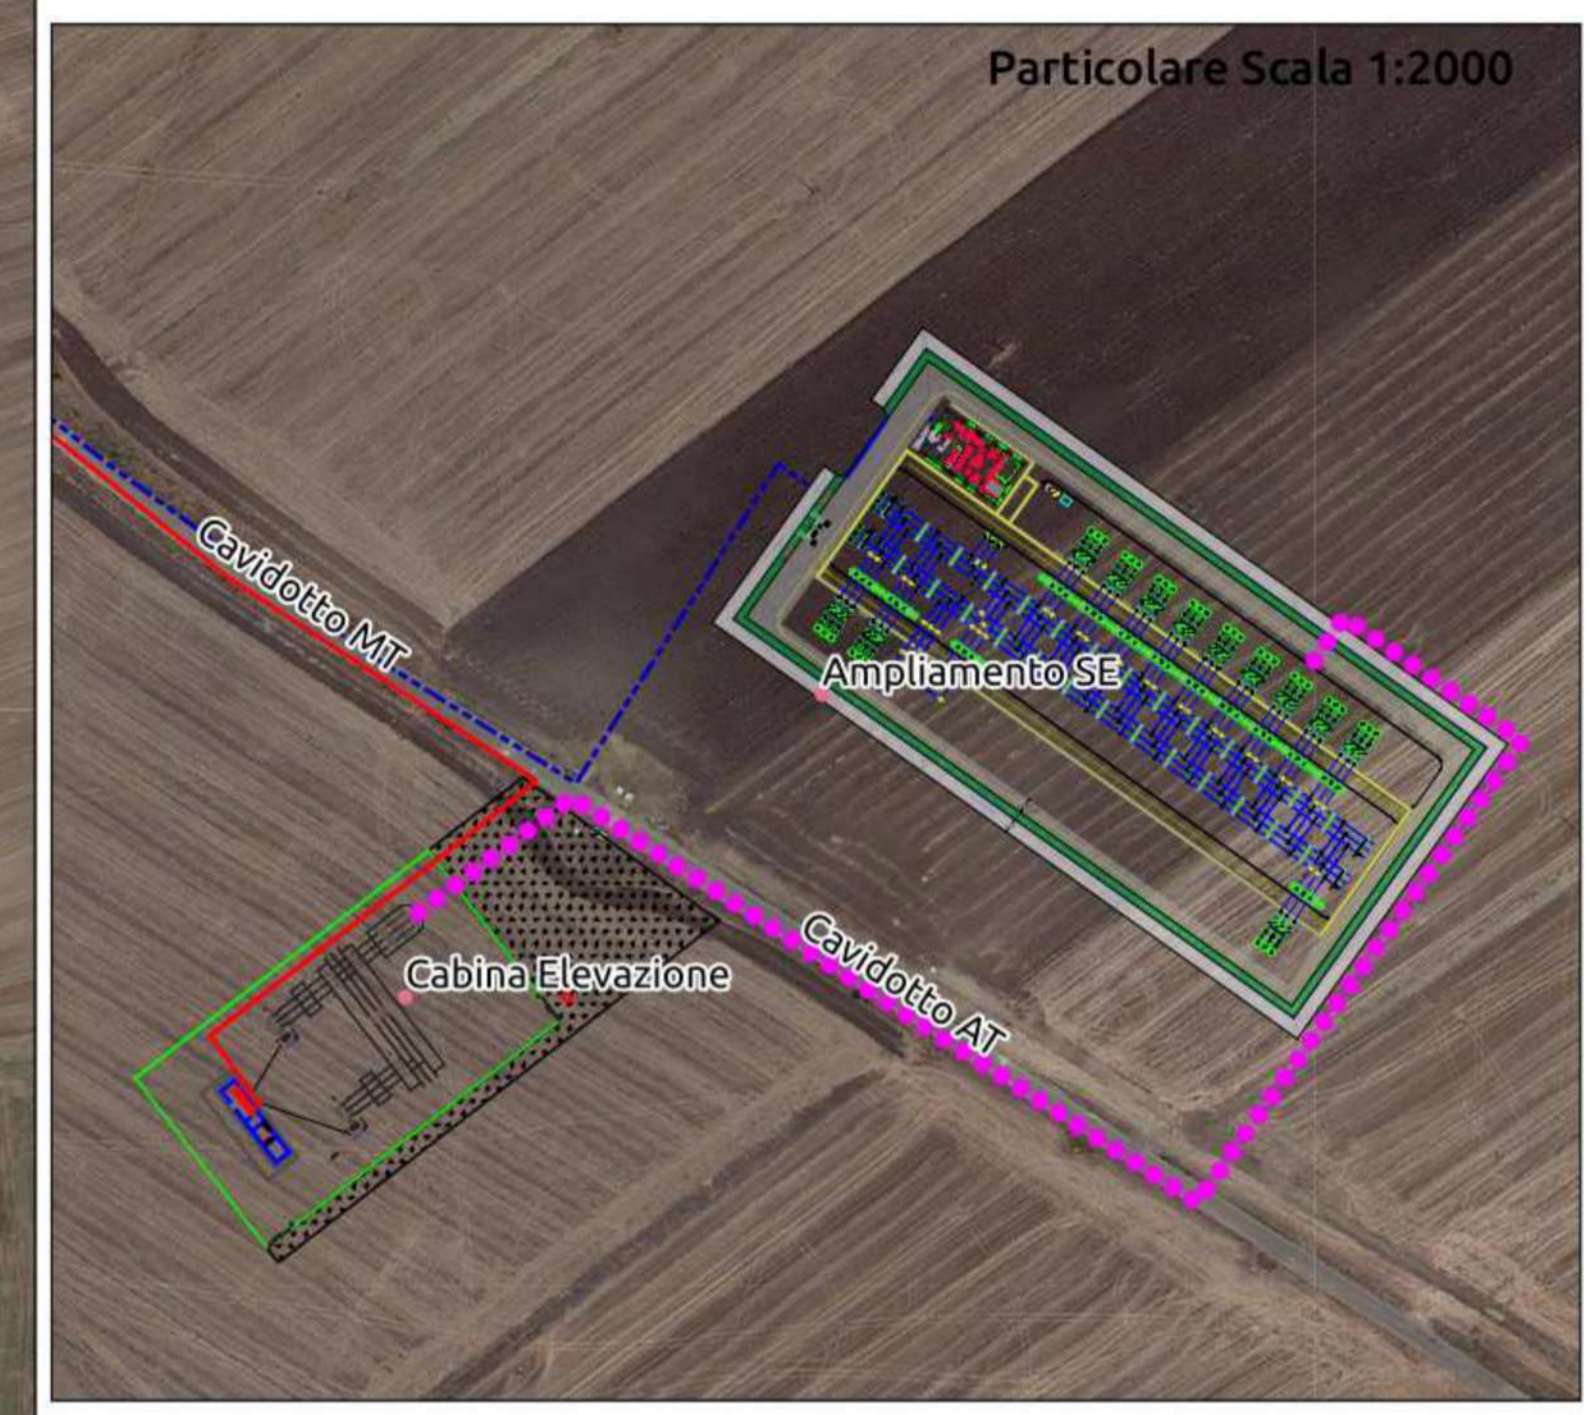 Particolare Scala 1:2000
Cavidotto MT
Ampliamento SE
Cabina Elevazione
Cavidotto AT